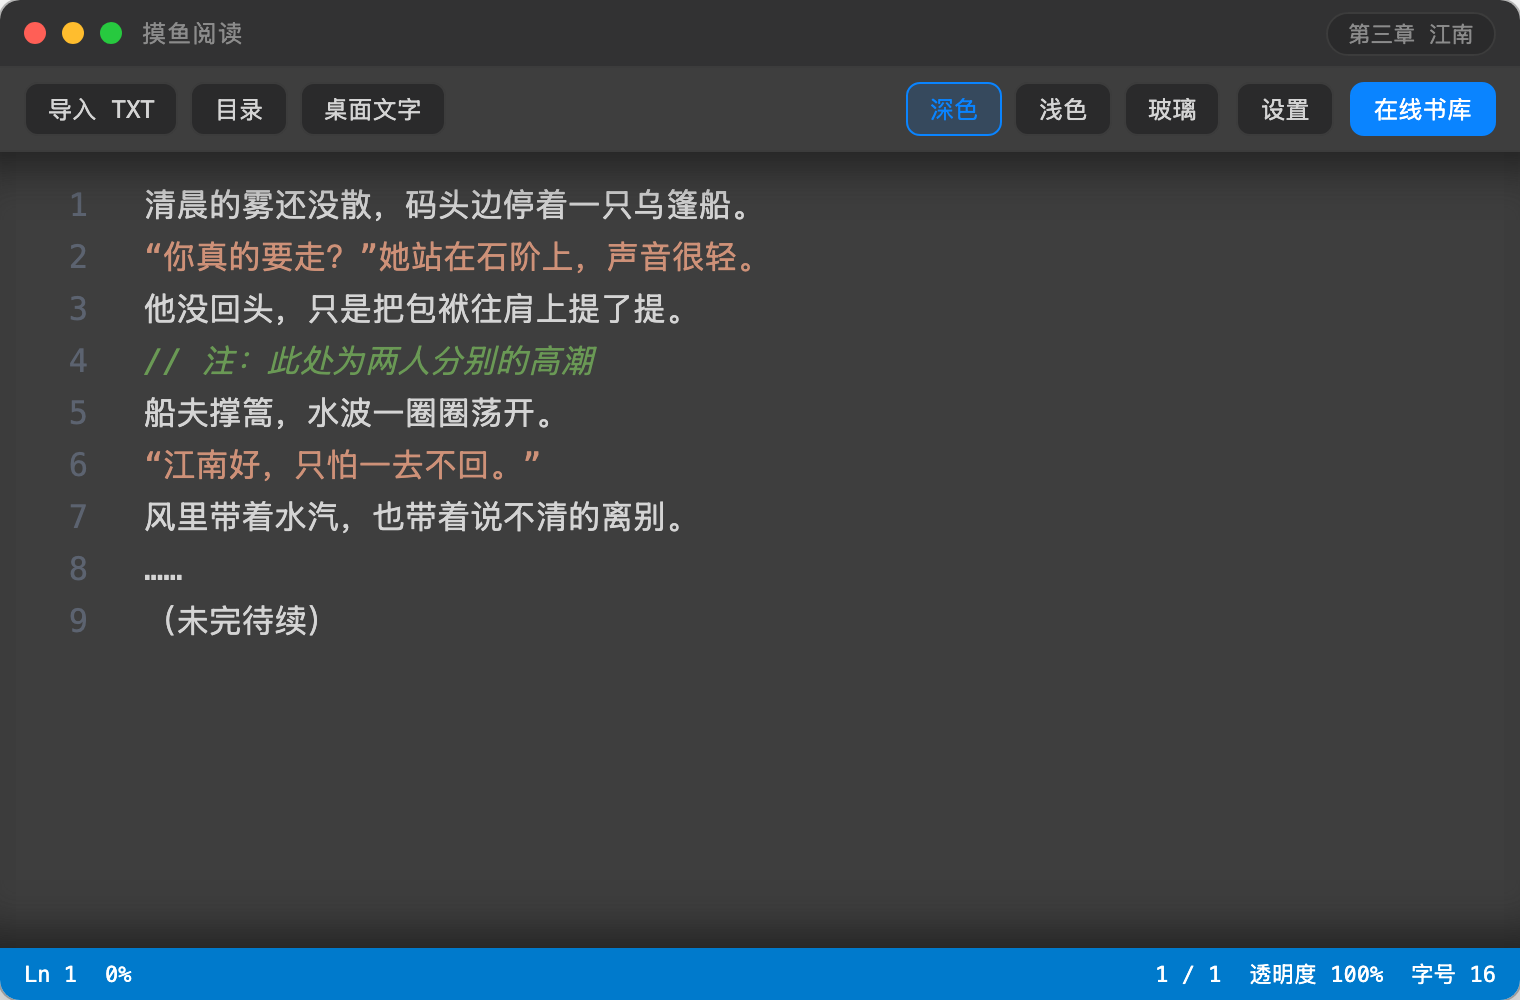 摸鱼阅读
第三章 江南
导入 TXT 目录 桌面文字 深色 浅色 玻璃 设置 在线书库
1 清晨的雾还没散，码头边停着一只乌篷船。
2 “你真的要走？”她站在石阶上，声音很轻。
3 他没回头，只是把包袱往肩上提了提。
4 // 注：此处为两人分别的高潮
5 船夫撑篙，水波一圈圈荡开。
6 “江南好，只怕一去不回。”
7 风里带着水汽，也带着说不清的离别。
8 ……
9 （未完待续）
Ln 1 0% 1 / 1 透明度 100% 字号 16